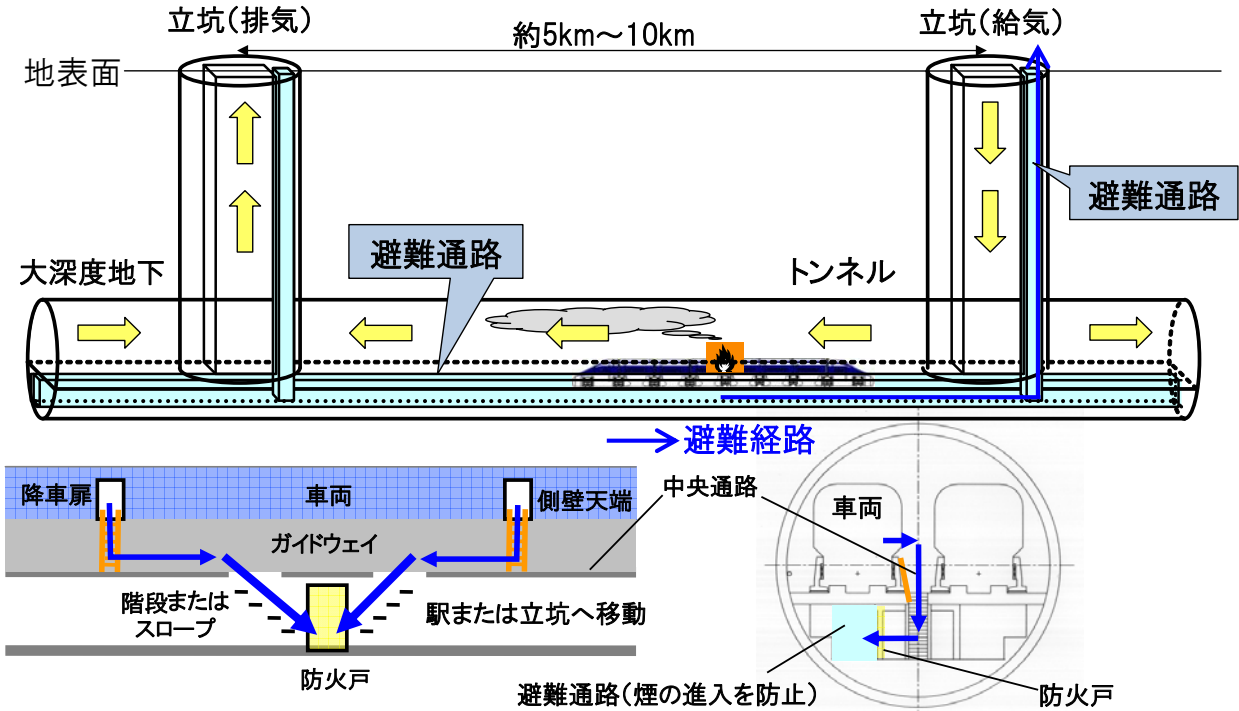 立坑（排気）
約5km～10km
立坑（給気）
地表面
避難通路
避難通路
大深度地下
トンネル
避難経路
降車扉
車両
側壁天端
中央通路
車両
ガイドウェイ
階段または
スロープ
駅または立坑へ移動
防火戸
避難通路（煙の進入を防止）
防火戸